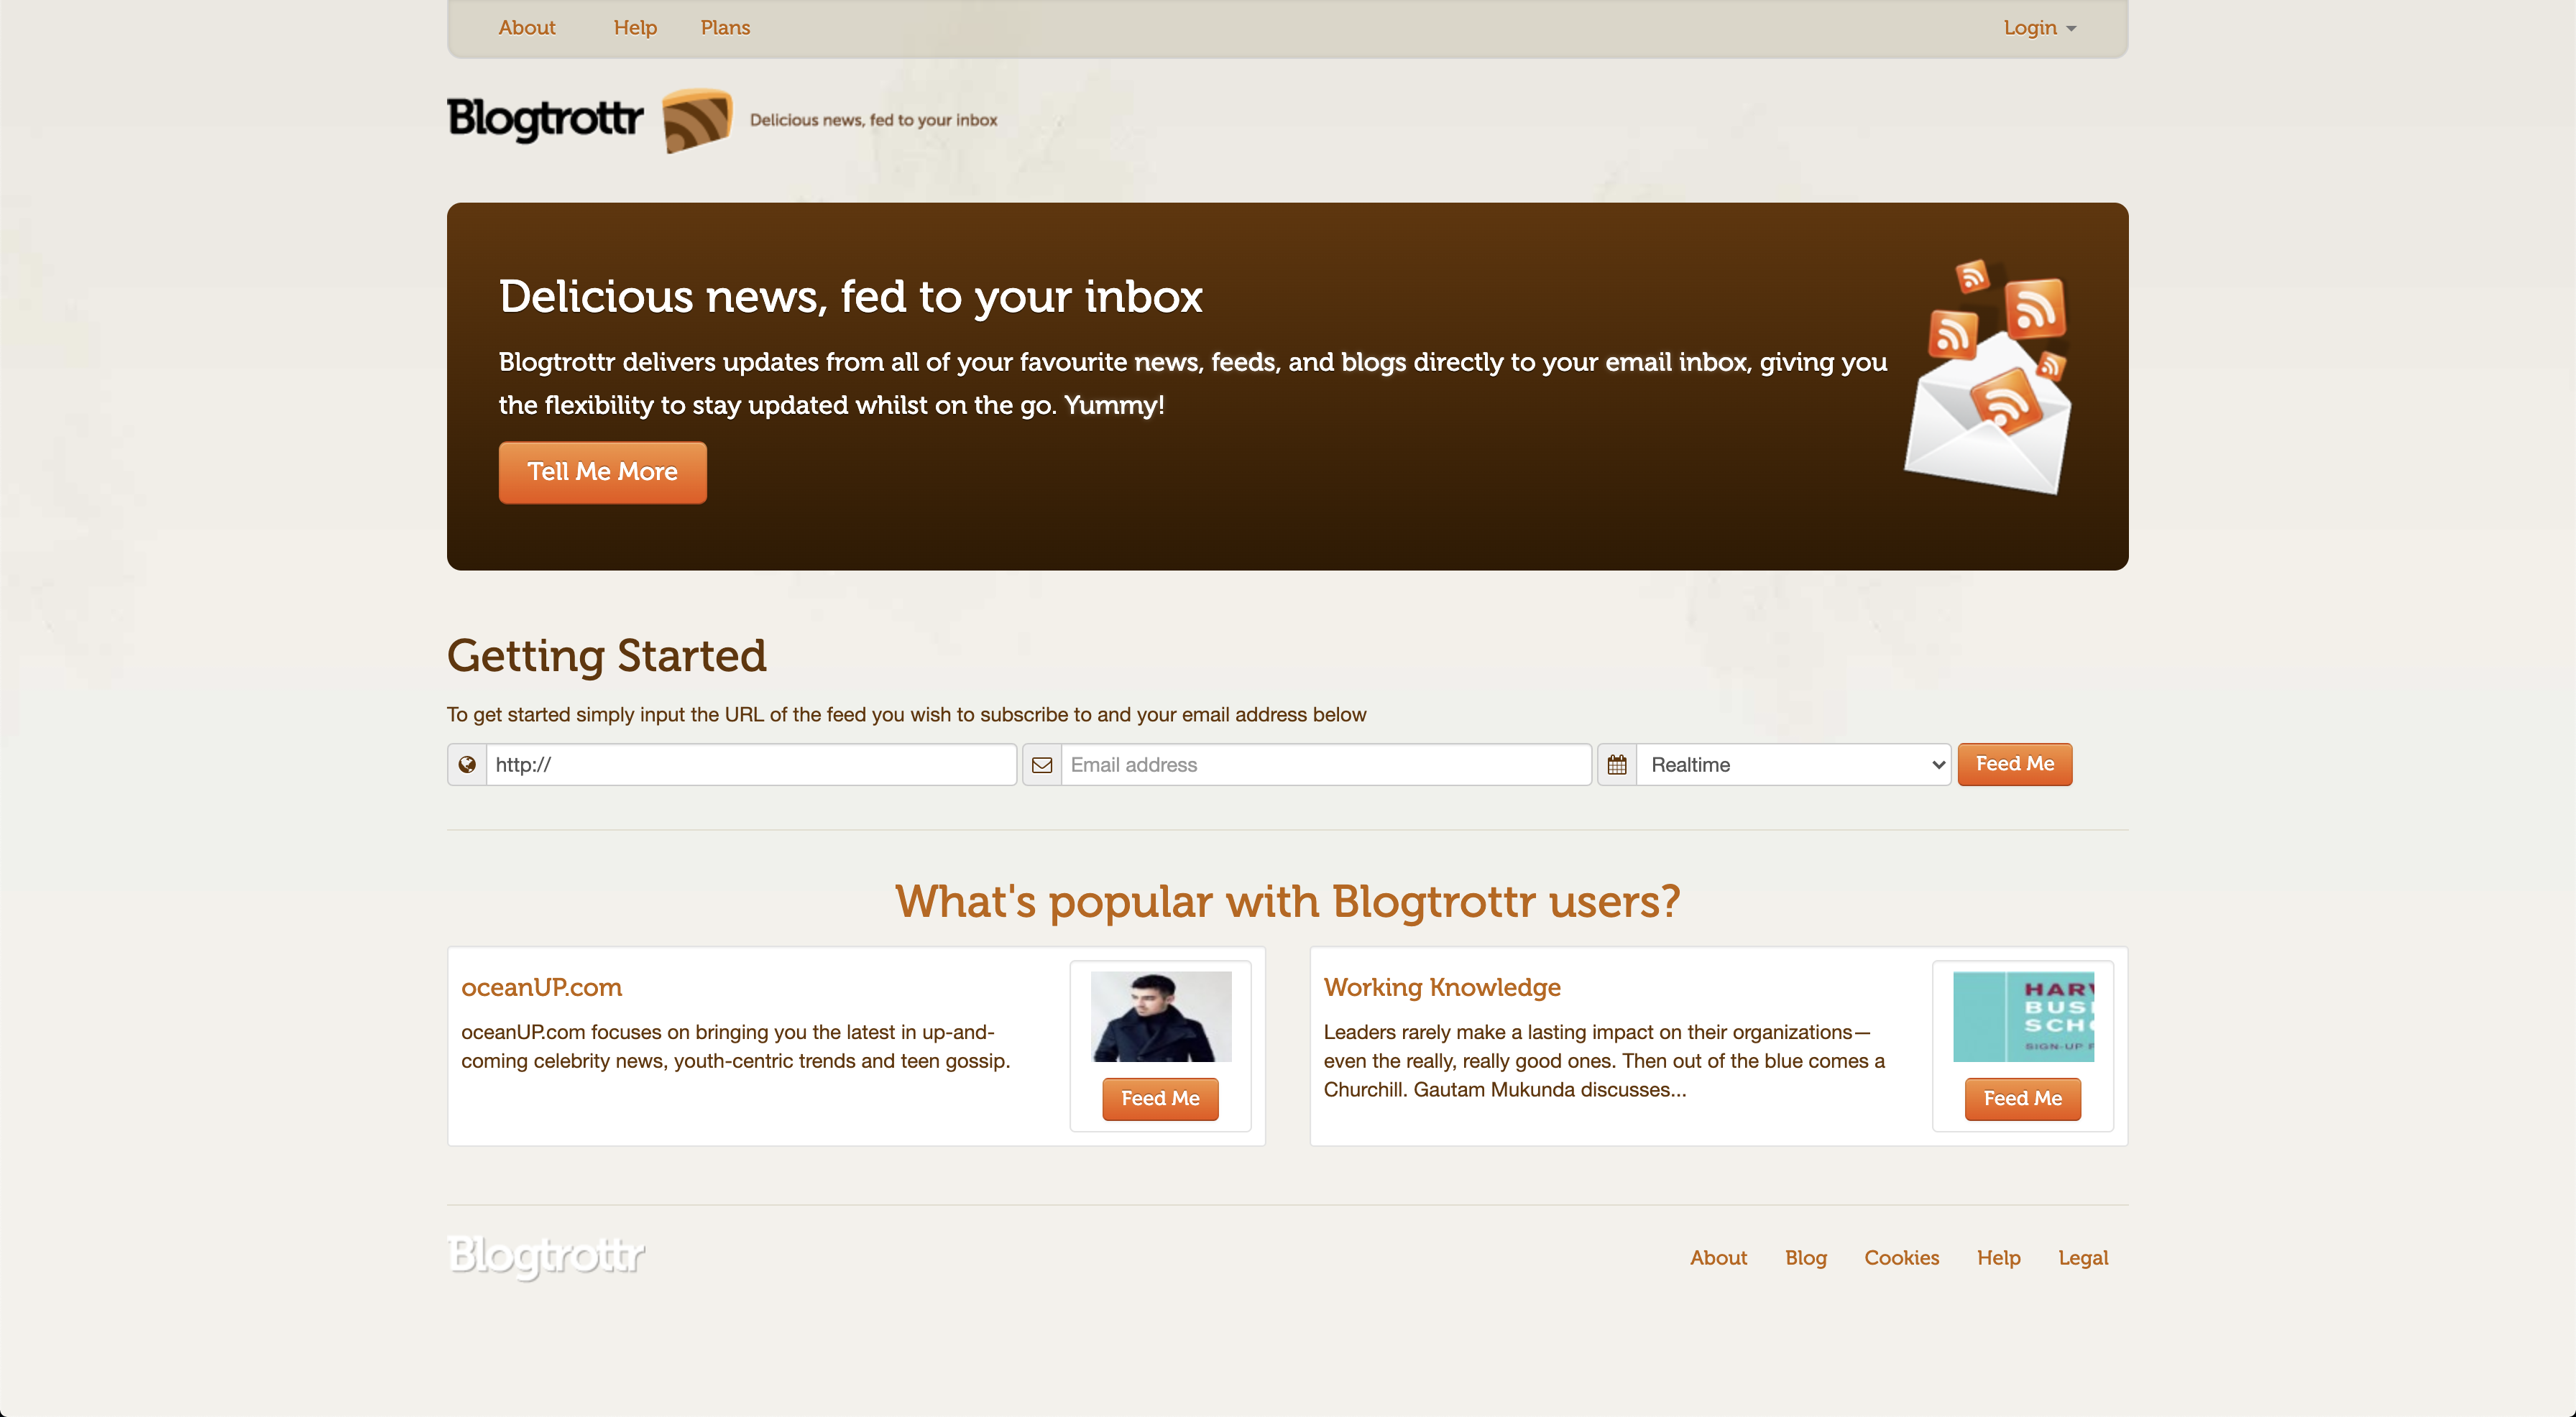 About Help Plans Login
Blogtrottr Delicious news, fed to your inbox
Delicious news, fed to your inbox
Blogtrottr delivers updates from all of your favourite news, feeds, and blogs directly to your email inbox, giving you
the flexibility to stay updated whilst on the go. Yummy!
Tell Me More
Getting Started
To get started simply input the URL of the feed you wish to subscribe to and your email address below
http:// Email address Realtime Feed Me
What's popular with Blogtrottr users?
oceanUP.com
oceanUP.com focuses on bringing you the latest in up-and-
coming celebrity news, youth-centric trends and teen gossip.
Feed Me
Working Knowledge
Leaders rarely make a lasting impact on their organizations—
even the really, really good ones. Then out of the blue comes a
Churchill. Gautam Mukunda discusses...
HARV
BUSI
SCHO
SIGN-UP F
Feed Me
Blogtrottr
About Blog Cookies Help Legal